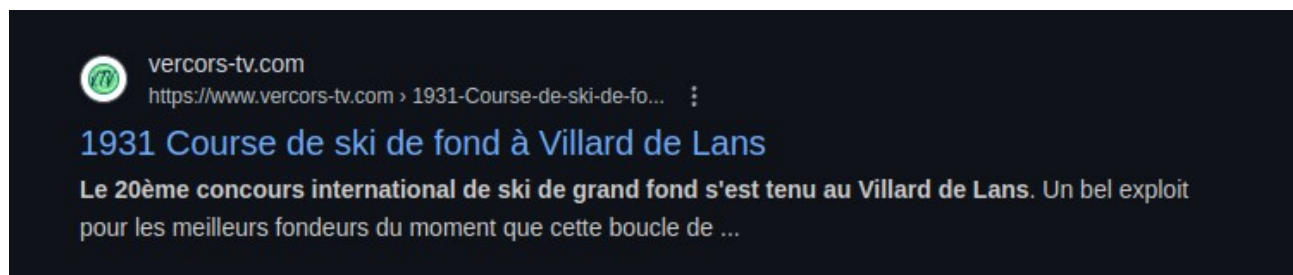 vercors-tv.com
https://www.vercors-tv.com › 1931-Course-de-ski-de-fo...
1931 Course de ski de fond à Villard de Lans
Le 20ème concours international de ski de grand fond s'est tenu au Villard de Lans. Un bel exploit
pour les meilleurs fondeurs du moment que cette boucle de ...